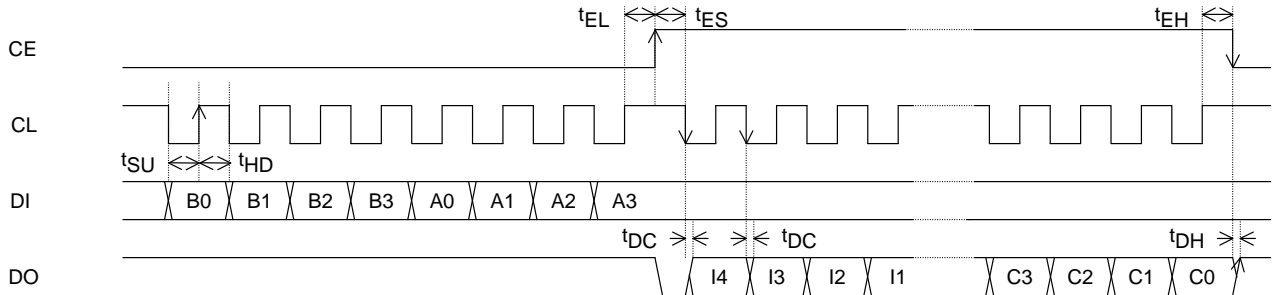 tEL tES tEH
CE
CL
tSU tHD
DI B0 B1 B2 B3 A0 A1 A2 A3
tDC tDC tDH
DO I4 I3 I2 I1 C3 C2 C1 C0